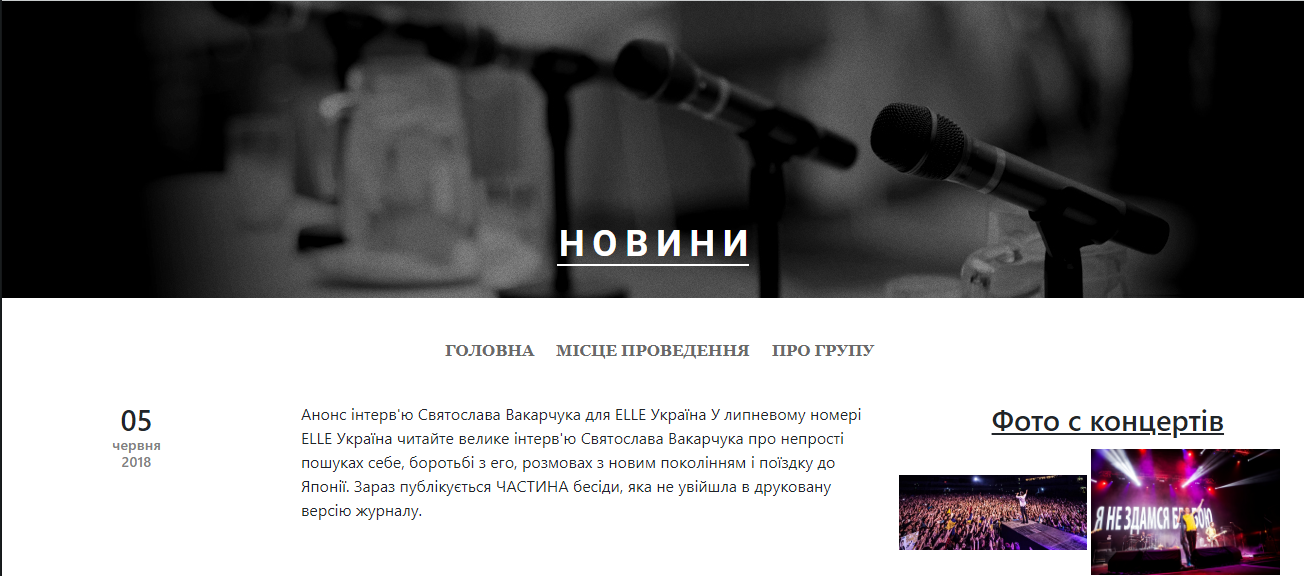 НОВИНИ
ГОЛОВНА МІСЦЕ ПРОВЕДЕННЯ ПРО ГРУПУ
05
червня
2018
Анонс інтерв'ю Святослава Вакарчука для ELLE Україна У липневому номері
ELLE Україна читайте велике інтерв'ю Святослава Вакарчука про непрості
пошуках себе, боротьбі з его, розмовах з новим поколінням і поїздку до
Японії. Зараз публікується ЧАСТИНА бесіди, яка не увійшла в друковану
версію журналу.
Фото с концертів
Я НЕ ЗДАМСЯ БЕЗ БОЮ